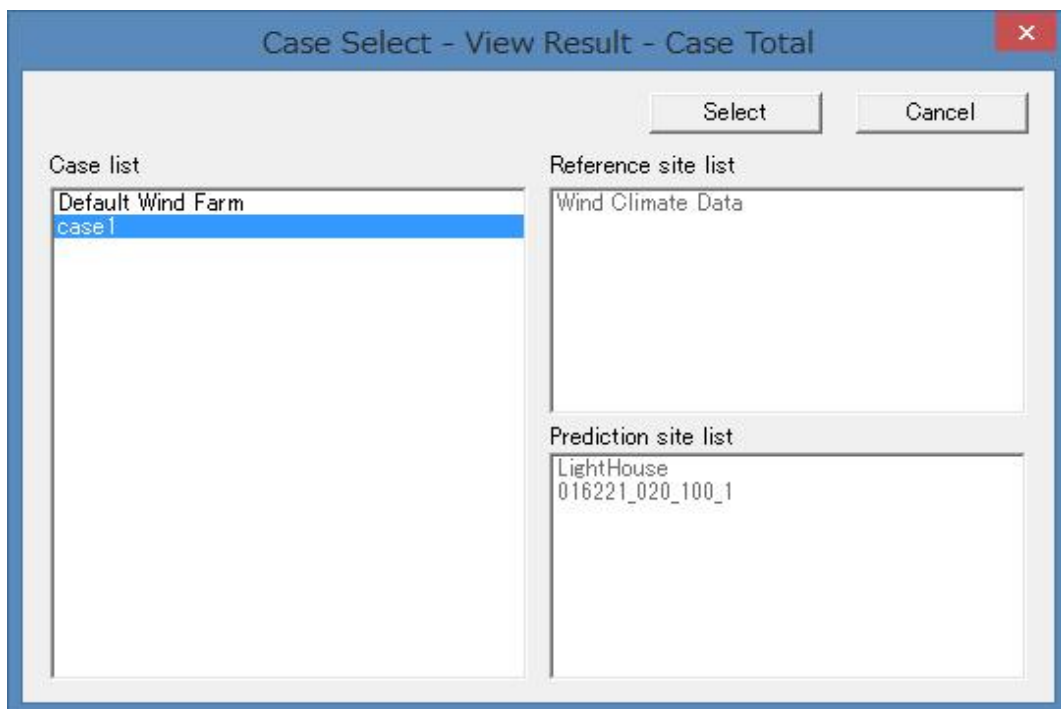 Case Select - View Result - Case Total
Select
Cancel
Case list
Default Wind Farm
case1
Reference site list
Wind Climate Data
Prediction site list
LightHouse
016221_020_100_1